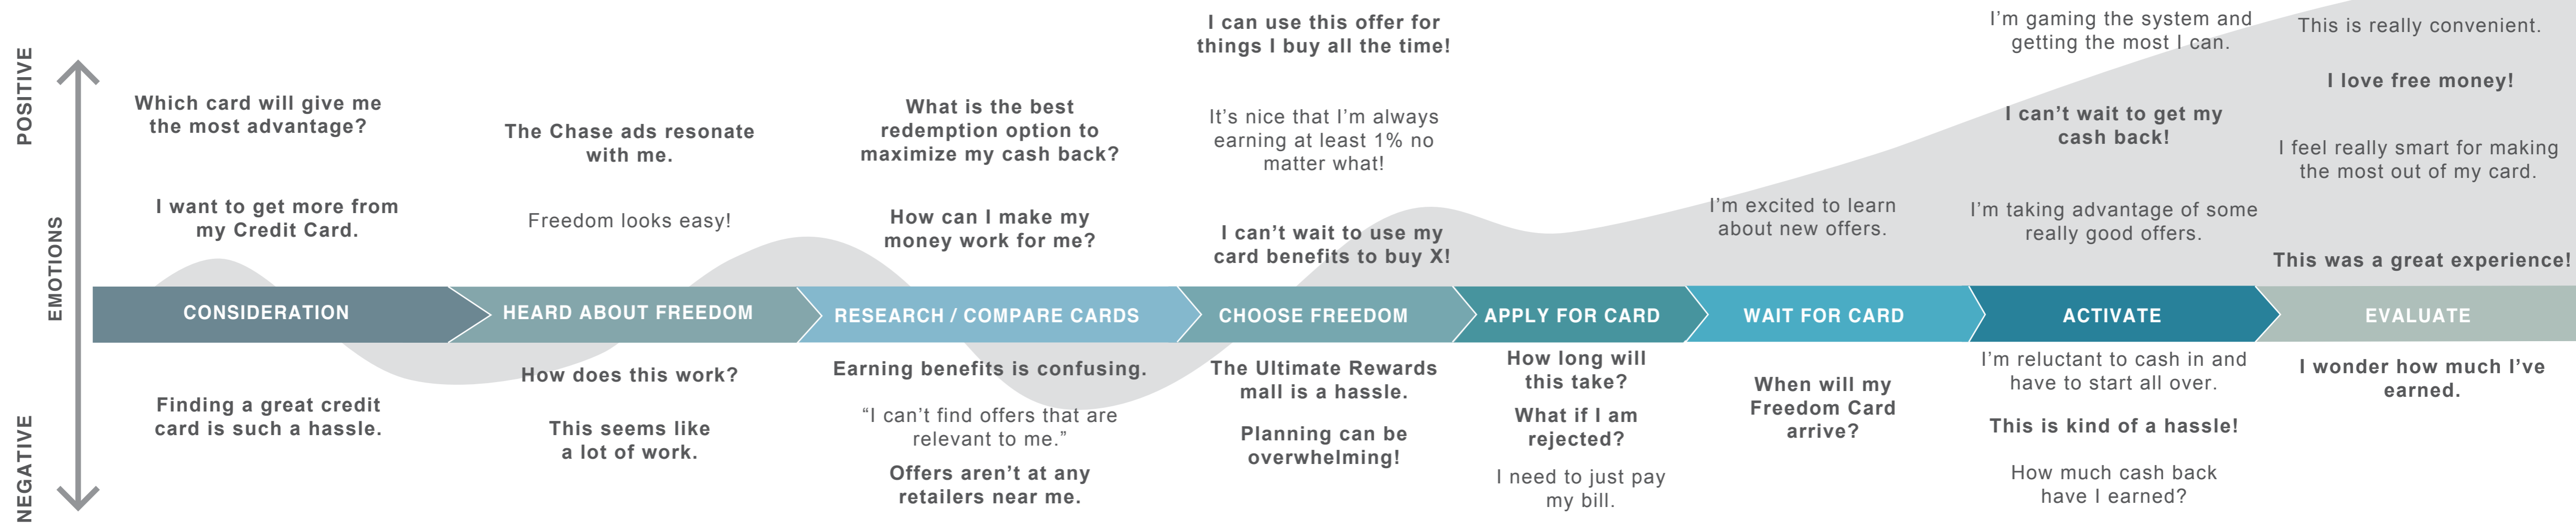 POSITIVE
EMOTIONS
NEGATIVE
Which card will give me
the most advantage?
I want to get more from
my Credit Card.
CONSIDERATION
Finding a great credit
card is such a hassle.
The Chase ads resonate
with me.
Freedom looks easy!
HEARD ABOUT FREEDOM
How does this work?
This seems like
a lot of work.
What is the best
redemption option to
maximize my cash back?
How can I make my
money work for me?
RESEARCH / COMPARE CARDS
Earning benefits is confusing.
“I can’t find offers that are
relevant to me.”
Offers aren’t at any
retailers near me.
I can use this offer for
things I buy all the time!
It’s nice that I’m always
earning at least 1% no
matter what!
I can’t wait to use my
card benefits to buy X!
CHOOSE FREEDOM
The Ultimate Rewards
mall is a hassle.
Planning can be
overwhelming!
APPLY FOR CARD
How long will
this take?
What if I am
rejected?
I need to just pay
my bill.
I’m excited to learn
about new offers.
WAIT FOR CARD
When will my
Freedom Card
arrive?
I’m gaming the system and
getting the most I can.
I can’t wait to get my
cash back!
I’m taking advantage of some
really good offers.
ACTIVATE
I’m reluctant to cash in and
have to start all over.
This is kind of a hassle!
How much cash back
have I earned?
This is really convenient.
I love free money!
I feel really smart for making
the most out of my card.
This was a great experience!
EVALUATE
I wonder how much I’ve
earned.